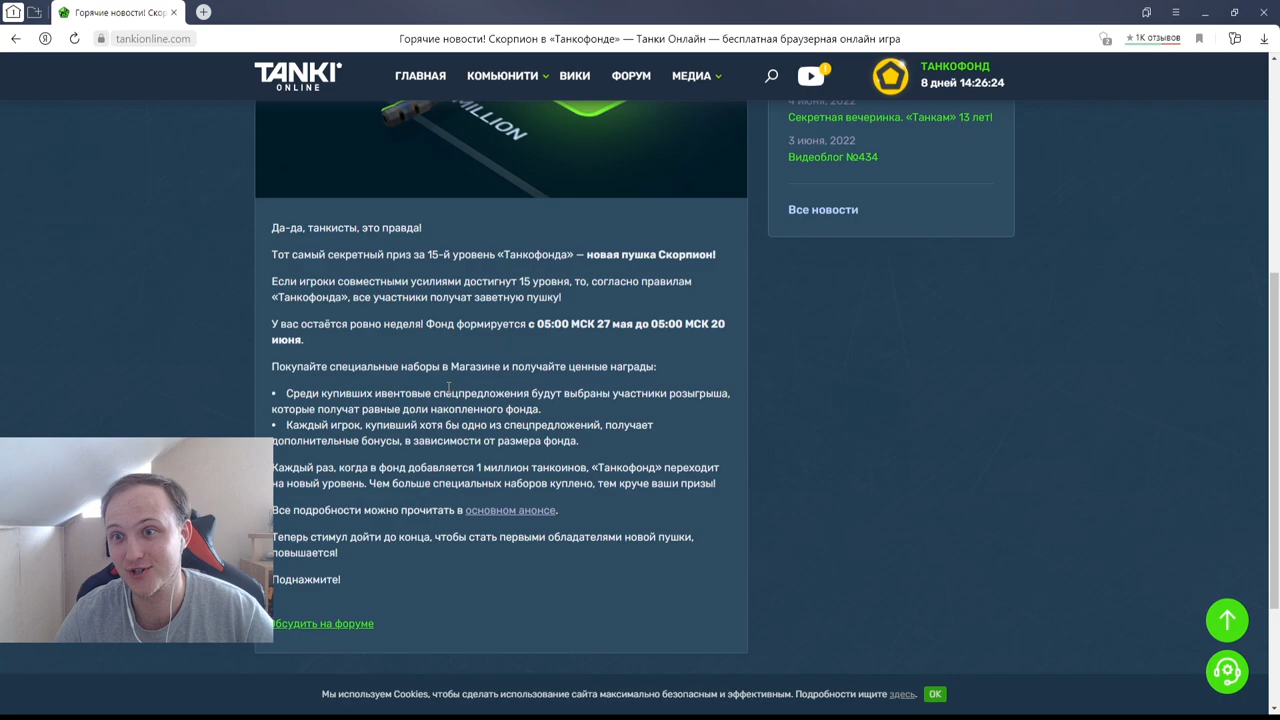 Горячие новости! Скор
tankionline.com
Горячие новости! Скорпион в «Танкофонде» — Танки Онлайн — бесплатная браузерная онлайн игра
★ 1К отзывов
TANKI
ONLINE
ГЛАВНАЯ
КОМЬЮНИТИ
ВИКИ
ФОРУМ
МЕДИА
ТАНКОФОНД
8 дней 14:26:24
MILLION
4 июня, 2022
Секретная вечеринка. «Танкам» 13 лет!
3 июня, 2022
Видеоблог №434
Все новости
Да-да, танкисты, это правда!
Тот самый секретный приз за 15-й уровень «Танкофонда» — новая пушка Скорпион!
Если игроки совместными усилиями достигнут 15 уровня, то, согласно правилам
«Танкофонда», все участники получат заветную пушку!
У вас остаётся ровно неделя! Фонд формируется с 05:00 МСК 27 мая до 05:00 МСК 20
июня.
Покупайте специальные наборы в Магазине и получайте ценные награды:
• Среди купивших ивентовые спецпредложения будут выбраны участники розыгрыша,
которые получат равные доли накопленного фонда.
• Каждый игрок, купивший хотя бы одно из спецпредложений, получает
дополнительные бонусы, в зависимости от размера фонда.
Каждый раз, когда в фонд добавляется 1 миллион танкоинов, «Танкофонд» переходит
на новый уровень. Чем больше специальных наборов куплено, тем круче ваши призы!
Все подробности можно прочитать в основном анонсе.
Теперь стимул дойти до конца, чтобы стать первыми обладателями новой пушки,
повышается!
Поднажмите!
бсудить на форуме
Мы используем Cookies, чтобы сделать использование сайта максимально безопасным и эффективным. Подробности ищите здесь.
OK